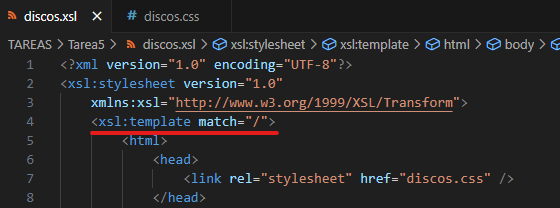 discos.xsl discos.css
TAREAS > Tarea5 > discos.xsl > xsl:stylesheet > xsl:template > html > body >
1 <?xml version="1.0" encoding="UTF-8"?>
2 <xsl:stylesheet version="1.0"
3 xmlns:xsl="http://www.w3.org/1999/XSL/Transform">
4 <xsl:template match="/">
5 <html>
6 <head>
7 <link rel="stylesheet" href="discos.css" />
8 </head>